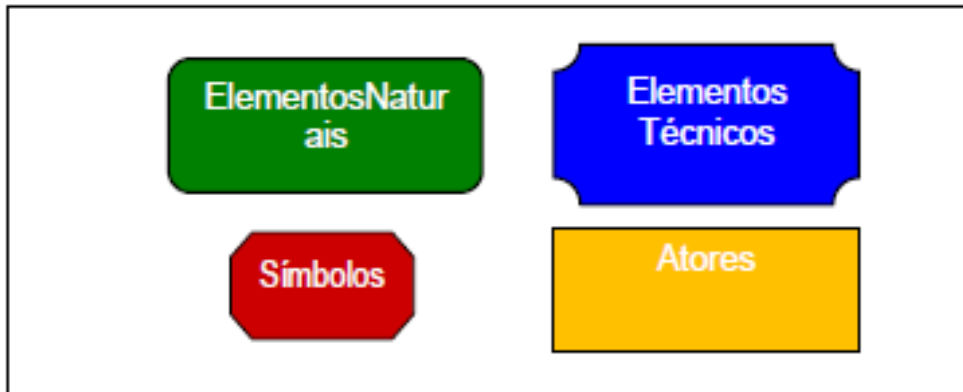 ElementosNatur
ais
Elementos
Técnicos
Símbolos
Atores